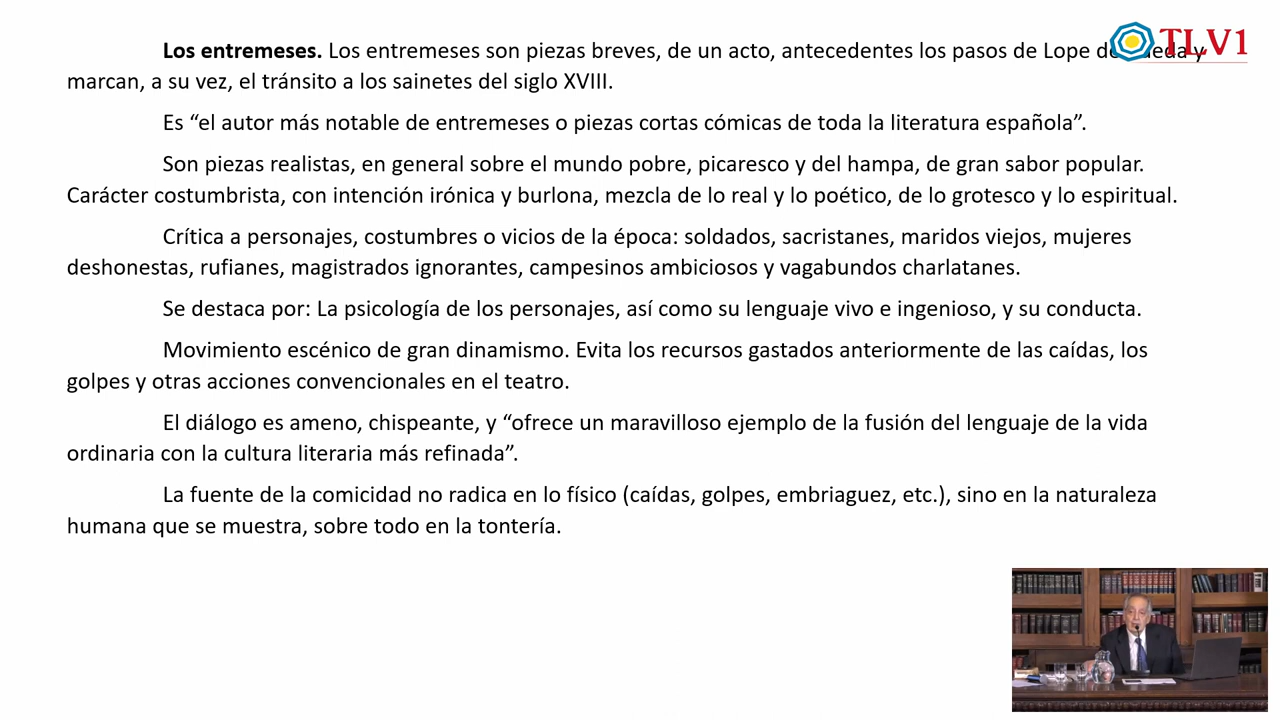 Los entremeses. Los entremeses son piezas breves, de un acto, antecedentes los pasos de Lope de y
TLV1
marcan, a su vez, el tránsito a los sainetes del siglo XVIII.
Es “el autor más notable de entremeses o piezas cortas cómicas de toda la literatura española”.
Son piezas realistas, en general sobre el mundo pobre, picaresco y del hampa, de gran sabor popular.
Carácter costumbrista, con intención irónica y burlona, mezcla de lo real y lo poético, de lo grotesco y lo espiritual.
Crítica a personajes, costumbres o vicios de la época: soldados, sacristanes, maridos viejos, mujeres
deshonestas, rufianes, magistrados ignorantes, campesinos ambiciosos y vagabundos charlatanes.
Se destaca por: La psicología de los personajes, así como su lenguaje vivo e ingenioso, y su conducta.
Movimiento escénico de gran dinamismo. Evita los recursos gastados anteriormente de las caídas, los
golpes y otras acciones convencionales en el teatro.
El diálogo es ameno, chispeante, y “ofrece un maravilloso ejemplo de la fusión del lenguaje de la vida
ordinaria con la cultura literaria más refinada”.
La fuente de la comicidad no radica en lo físico (caídas, golpes, embriaguez, etc.), sino en la naturaleza
humana que se muestra, sobre todo en la tontería.